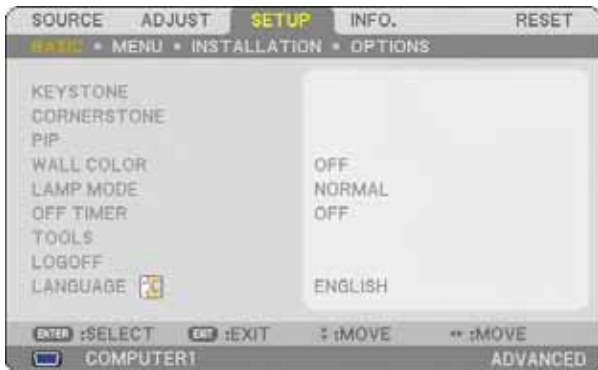 SOURCE ADJUST SETUP INFO. RESET
BASIC • MENU • INSTALLATION • OPTIONS
KEYSTONE
CORNERSTONE
PIP
WALL COLOR OFF
LAMP MODE NORMAL
OFF TIMER OFF
TOOLS
LOGOFF
LANGUAGE ENGLISH
ENTER :SELECT EXIT :EXIT ↕ :MOVE ↔ :MOVE
COMPUTER1 ADVANCED